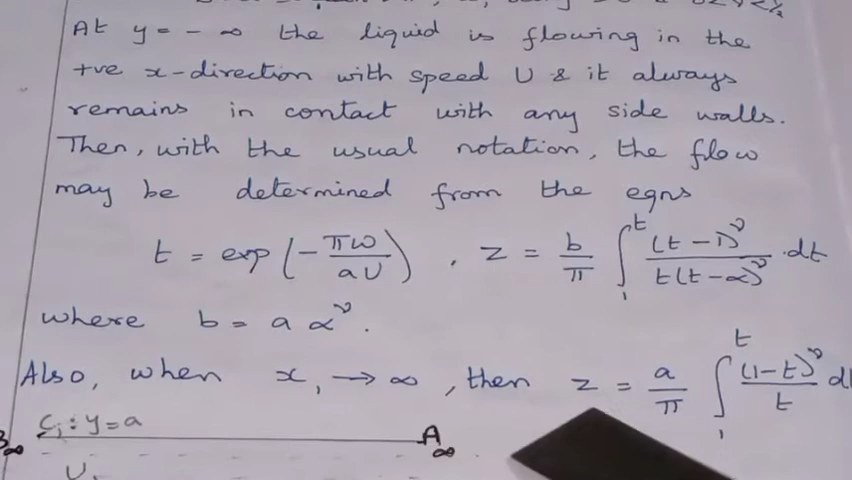 At y = - ∞ the liquid is flowing in the
+ve x-direction with speed U & it always
remains in contact with any side walls.
Then, with the usual notation, the flow
may be determined from the eqns
t = exp (- πω / aU) , z = b/π ∫₁ᵗ (t-1)^ν / t(t-α)^ν · dt
where b = a α^ν.
Also, when x₁ → ∞, then z = a/π ∫₁ᵗ (1-t)^ν / t
C₁ : y = a
A∞
B∞
U